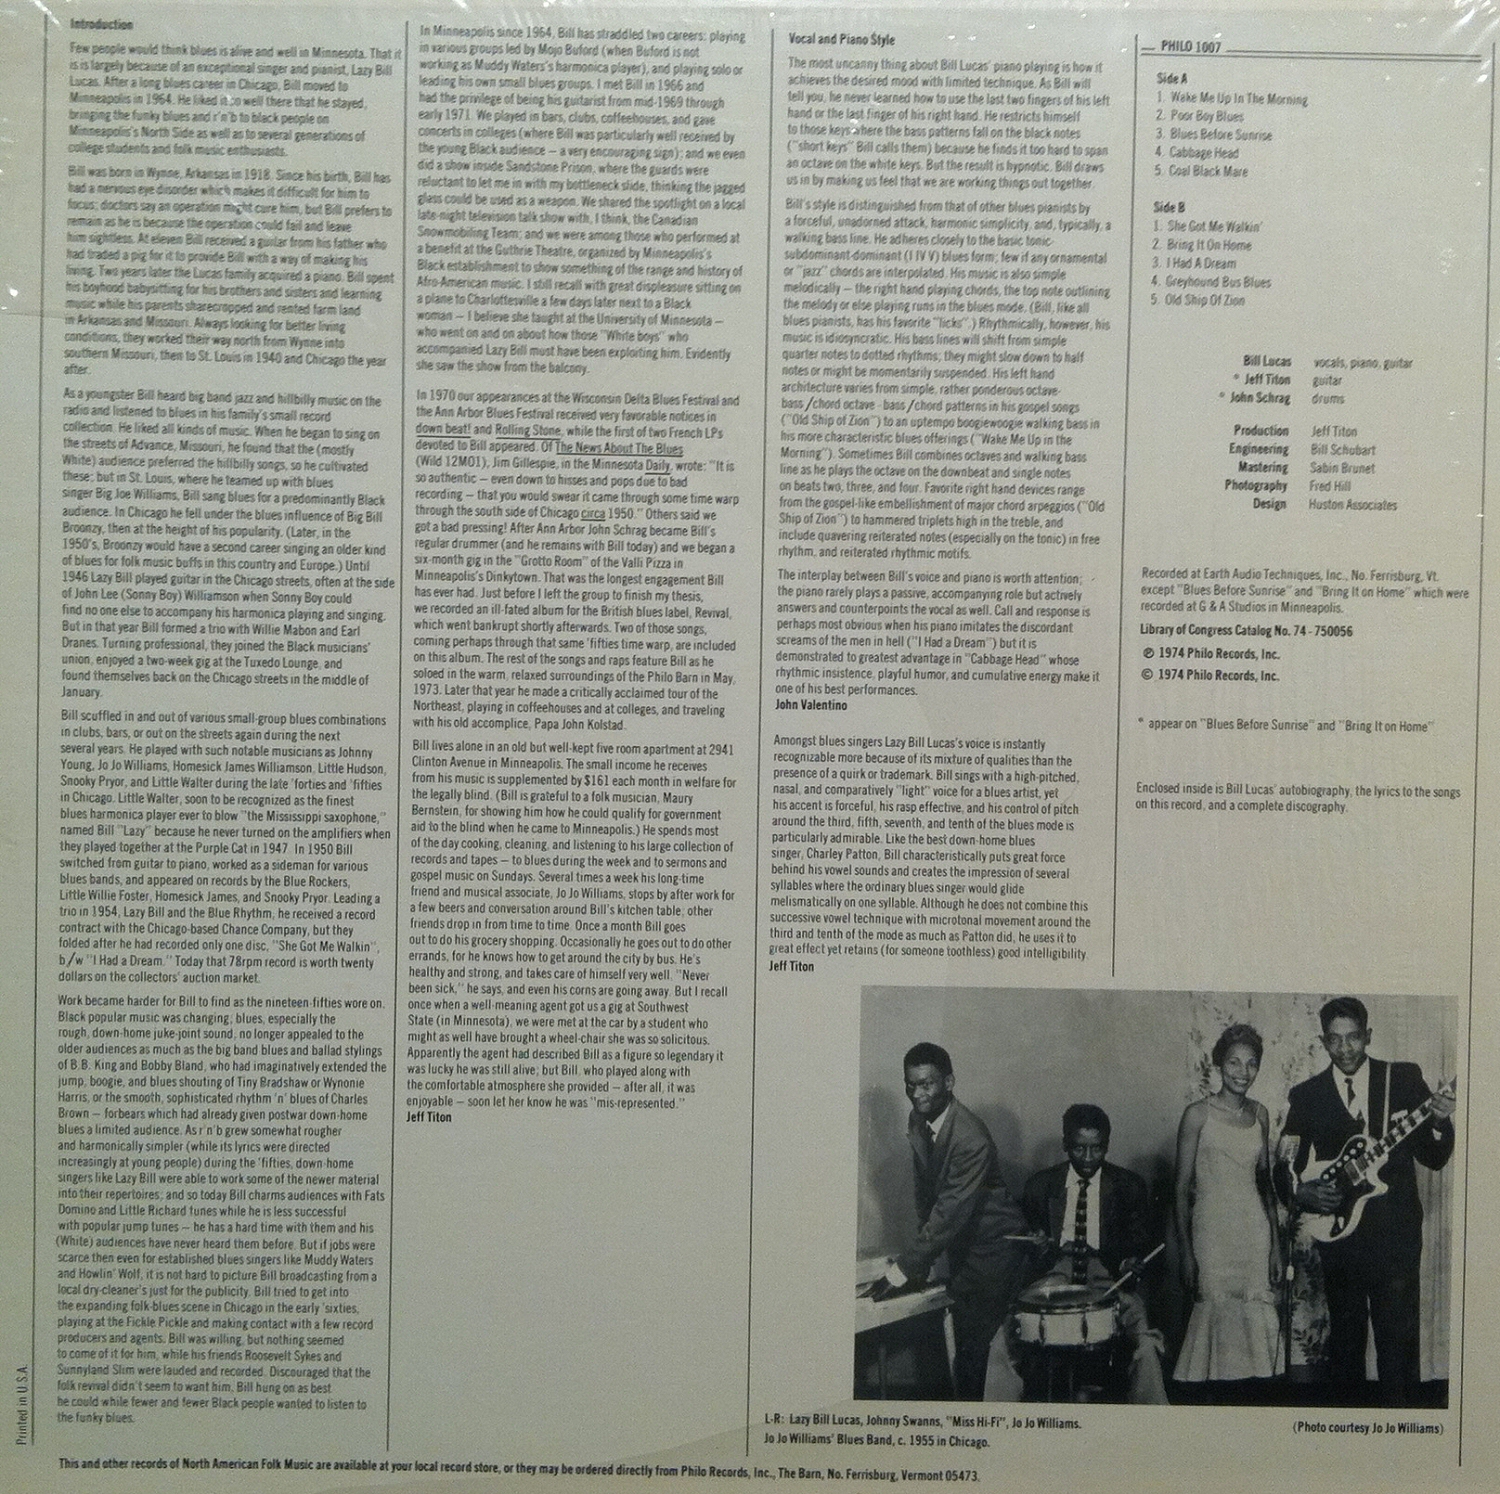 Introduction
Few people would think blues is alive and well in Minnesota. That it
is is largely because of an exceptional singer and pianist, Lazy Bill
Lucas. After a long blues career in Chicago, Bill moved to
Minneapolis in 1964. He liked it so well there that he stayed,
bringing the funky blues and r'n'b to black people on
Minneapolis's North Side as well as to several generations of
college students and folk music enthusiasts.
Bill was born in Wynne, Arkansas in 1918. Since his birth, Bill has
had a nervous eye disorder which makes it difficult for him to
focus; doctors say an operation might cure him, but Bill prefers to
remain as he is because the operation could fail and leave
him sightless. At eleven Bill received a guitar from his father who
had traded a pig for it to provide Bill with a way of making his
living. Two years later the Lucas family acquired a piano. Bill spent
his boyhood babysitting for his brothers and sisters and learning
music while his parents sharecropped and rented farm land
in Arkansas and Missouri. Always looking for better living
conditions, they worked their way north from Wynne into
southern Missouri, then to St. Louis in 1940 and Chicago the year
after.
As a youngster Bill heard big band jazz and hillbilly music on the
radio and listened to blues in his family's small record
collection. He liked all kinds of music. When he began to sing on
the streets of Advance, Missouri, he found that the (mostly
White) audience preferred the hillbilly songs, so he cultivated
these; but in St. Louis, where he teamed up with blues
singer Big Joe Williams, Bill sang blues for a predominantly Black
audience. In Chicago he fell under the blues influence of Big Bill
Broonzy, then at the height of his popularity. (Later, in the
1950's, Broonzy would have a second career singing an older kind
of blues for folk music buffs in this country and Europe.) Until
1946 Lazy Bill played guitar in the Chicago streets, often at the side
of John Lee (Sonny Boy) Williamson when Sonny Boy could
find no one else to accompany his harmonica playing and singing.
But in that year Bill formed a trio with Willie Mabon and Earl
Dranes. Turning professional, they joined the Black musicians'
union, enjoyed a two-week gig at the Tuxedo Lounge, and
found themselves back on the Chicago streets in the middle of
January.
Bill scuffled in and out of various small-group blues combinations
in clubs, bars, or out on the streets again during the next
several years. He played with such notable musicians as Johnny
Young, Jo Jo Williams, Homesick James Williamson, Little Hudson,
Snooky Pryor, and Little Walter during the late 'forties and 'fifties
in Chicago. Little Walter, soon to be recognized as the finest
blues harmonica player ever to blow "the Mississippi saxophone,"
named Bill "Lazy" because he never turned on the amplifiers when
they played together at the Purple Cat in 1947. In 1950 Bill
switched from guitar to piano, worked as a sideman for various
blues bands, and appeared on records by the Blue Rockers,
Little Willie Foster, Homesick James, and Snooky Pryor. Leading a
trio in 1954, Lazy Bill and the Blue Rhythm, he received a record
contract with the Chicago-based Chance Company, but they
folded after he had recorded only one disc, "She Got Me Walkin",
b/w "I Had a Dream." Today that 78rpm record is worth twenty
dollars on the collectors' auction market.
Work became harder for Bill to find as the nineteen-fifties wore on.
Black popular music was changing; blues, especially the
rough, down-home juke-joint sound, no longer appealed to the
older audiences as much as the big band blues and ballad stylings
of B.B. King and Bobby Bland, who had imaginatively extended the
jump, boogie, and blues shouting of Tiny Bradshaw or Wynonie
Harris, or the smooth, sophisticated rhythm 'n' blues of Charles
Brown — forbears which had already given postwar down-home
blues a limited audience. As r'n'b grew somewhat rougher
and harmonically simpler (while its lyrics were directed
increasingly at young people) during the 'fifties, down-home
singers like Lazy Bill were able to work some of the newer material
into their repertoires; and so today Bill charms audiences with Fats
Domino and Little Richard tunes while he is less successful
with popular jump tunes — he has a hard time with them and his
(White) audiences have never heard them before. But if jobs were
scarce then even for established blues singers like Muddy Waters
and Howlin' Wolf, it is not hard to picture Bill broadcasting from a
local dry-cleaner's just for the publicity. Bill tried to get into
the expanding folk-blues scene in Chicago in the early 'sixties,
playing at the Fickle Pickle and making contact with a few record
producers and agents. Bill was willing, but nothing seemed
to come of it for him, while his friends Roosevelt Sykes and
Sunnyland Slim were lauded and recorded. Discouraged that the
folk revival didn't seem to want him, Bill hung on as best
he could while fewer and fewer Black people wanted to listen to
the funky blues.
In Minneapolis since 1964, Bill has straddled two careers: playing
in various groups led by Mojo Buford (when Buford is not
working as Muddy Waters's harmonica player), and playing solo or
leading his own small blues groups. I met Bill in 1966 and
had the privilege of being his guitarist from mid-1969 through
early 1971. We played in bars, clubs, coffeehouses, and gave
concerts in colleges (where Bill was particularly well received by
the young Black audience — a very encouraging sign); and we even
did a show inside Sandstone Prison, where the guards were
reluctant to let me in with my bottleneck slide, thinking the jagged
glass could be used as a weapon. We shared the spotlight on a local
late-night television talk show with, I think, the Canadian
Snowmobiling Team; and we were among those who performed at
a benefit at the Guthrie Theatre, organized by Minneapolis's
Black establishment to show something of the range and history of
Afro-American music. I still recall with great displeasure sitting on
a plane to Charlottesville a few days later next to a Black
woman — I believe she taught at the University of Minnesota —
who went on and on about how those "White boys" who
accompanied Lazy Bill must have been exploiting him. Evidently
she saw the show from the balcony.
In 1970 our appearances at the Wisconsin Delta Blues Festival and
the Ann Arbor Blues Festival received very favorable notices in
down beat! and Rolling Stone, while the first of two French LPs
devoted to Bill appeared. Of The News About The Blues
(Wild 12M01), Jim Gillespie, in the Minnesota Daily, wrote: "It is
so authentic — even down to hisses and pops due to bad
recording — that you would swear it came through some time warp
through the south side of Chicago circa 1950." Others said we
got a bad pressing! After Ann Arbor John Schrag became Bill's
regular drummer (and he remains with Bill today) and we began a
six-month gig in the "Grotto Room" of the Valli Pizza in
Minneapolis's Dinkytown. That was the longest engagement Bill
has ever had. Just before I left the group to finish my thesis,
we recorded an ill-fated album for the British blues label, Revival,
which went bankrupt shortly afterwards. Two of those songs,
coming perhaps through that same 'fifties time warp, are included
on this album. The rest of the songs and raps feature Bill as he
soloed in the warm, relaxed surroundings of the Philo Barn in May,
1973. Later that year he made a critically acclaimed tour of the
Northeast, playing in coffeehouses and at colleges, and traveling
with his old accomplice, Papa John Kolstad.
Bill lives alone in an old but well-kept five room apartment at 2941
Clinton Avenue in Minneapolis. The small income he receives
from his music is supplemented by $161 each month in welfare for
the legally blind. (Bill is grateful to a folk musician, Maury
Bernstein, for showing him how he could qualify for government
aid to the blind when he came to Minneapolis.) He spends most
of the day cooking, cleaning, and listening to his large collection of
records and tapes — to blues during the week and to sermons and
gospel music on Sundays. Several times a week his long-time
friend and musical associate, Jo Jo Williams, stops by after work for
a few beers and conversation around Bill's kitchen table; other
friends drop in from time to time. Once a month Bill goes
out to do his grocery shopping. Occasionally he goes out to do other
errands, for he knows how to get around the city by bus. He's
healthy and strong, and takes care of himself very well. "Never
been sick," he says, and even his corns are going away. But I recall
once when a well-meaning agent got us a gig at Southwest
State (in Minnesota), we were met at the car by a student who
might as well have brought a wheel-chair she was so solicitous.
Apparently the agent had described Bill as a figure so legendary it
was lucky he was still alive; but Bill, who played along with
the comfortable atmosphere she provided — after all, it was
enjoyable — soon let her know he was "mis-represented."
Jeff Titon
Vocal and Piano Style
The most uncanny thing about Bill Lucas' piano playing is how it
achieves the desired mood with limited technique. As Bill will
tell you, he never learned how to use the last two fingers of his left
hand or the last finger of his right hand. He restricts himself
to those keys where the bass patterns fall on the black notes
("short keys" Bill calls them) because he finds it too hard to span
an octave on the white keys. But the result is hypnotic. Bill draws
us in by making us feel that we are working things out together.
Bill's style is distinguished from that of other blues pianists by
a forceful, unadorned attack, harmonic simplicity, and, typically, a
walking bass line. He adheres closely to the basic tonic-
subdominant-dominant (I IV V) blues form; few if any ornamental
or "jazz" chords are interpolated. His music is also simple
melodically — the right hand playing chords, the top note outlining
the melody or else playing runs in the blues mode. (Bill, like all
blues pianists, has his favorite "licks".) Rhythmically, however, his
music is idiosyncratic. His bass lines will shift from simple
quarter notes to dotted rhythms; they might slow down to half
notes or might be momentarily suspended. His left hand
architecture varies from simple, rather ponderous octave-
bass/chord octave-bass/chord patterns in his gospel songs
("Old Ship of Zion") to an uptempo boogiewoogie walking bass in
his more characteristic blues offerings ("Wake Me Up in the
Morning"). Sometimes Bill combines octaves and walking bass
line as he plays the octave on the downbeat and single notes
on beats two, three, and four. Favorite right hand devices range
from the gospel-like embellishment of major chord arpeggios ("Old
Ship of Zion") to hammered triplets high in the treble, and
include quavering reiterated notes (especially on the tonic) in free
rhythm, and reiterated rhythmic motifs.
The interplay between Bill's voice and piano is worth attention;
the piano rarely plays a passive, accompanying role but actively
answers and counterpoints the vocal as well. Call and response is
perhaps most obvious when his piano imitates the discordant
screams of the men in hell ("I Had a Dream") but it is
demonstrated to greatest advantage in "Cabbage Head" whose
rhythmic insistence, playful humor, and cumulative energy make it
one of his best performances.
John Valentino
Amongst blues singers Lazy Bill Lucas's voice is instantly
recognizable more because of its mixture of qualities than the
presence of a quirk or trademark. Bill sings with a high-pitched,
nasal, and comparatively "light" voice for a blues artist, yet
his accent is forceful, his rasp effective, and his control of pitch
around the third, fifth, seventh, and tenth of the blues mode is
particularly admirable. Like the best down-home blues
singer, Charley Patton, Bill characteristically puts great force
behind his vowel sounds and creates the impression of several
syllables where the ordinary blues singer would glide
melismatically on one syllable. Although he does not combine this
successive vowel technique with microtonal movement around the
third and tenth of the mode as much as Patton did, he uses it to
great effect yet retains (for someone toothless) good intelligibility.
Jeff Titon
PHILO 1007
Side A
1. Wake Me Up In The Morning
2. Poor Boy Blues
3. Blues Before Sunrise
4. Cabbage Head
5. Coal Black Mare
Side B
1. She Got Me Walkin'
2. Bring It On Home
3. I Had A Dream
4. Greyhound Bus Blues
5. Old Ship Of Zion
Bill Lucas vocals, piano, guitar
* Jeff Titon guitar
* John Schrag drums
Production Jeff Titon
Engineering Bill Schubart
Mastering Sabin Brunet
Photography Fred Hill
Design Huston Associates
Recorded at Earth Audio Techniques, Inc., No. Ferrisburg, Vt.
except "Blues Before Sunrise" and "Bring It on Home" which were
recorded at G & A Studios in Minneapolis.
Library of Congress Catalog No. 74-750056
℗ 1974 Philo Records, Inc.
© 1974 Philo Records, Inc.
* appear on "Blues Before Sunrise" and "Bring It on Home"
Enclosed inside is Bill Lucas' autobiography, the lyrics to the songs
on this record, and a complete discography.
L-R: Lazy Bill Lucas, Johnny Swanns, "Miss Hi-Fi", Jo Jo Williams.
Jo Jo Williams' Blues Band, c. 1955 in Chicago.
(Photo courtesy Jo Jo Williams)
Printed in U.S.A.
This and other records of North American Folk Music are available at your local record store, or they may be ordered directly from Philo Records, Inc., The Barn, No. Ferrisburg, Vermont 05473.